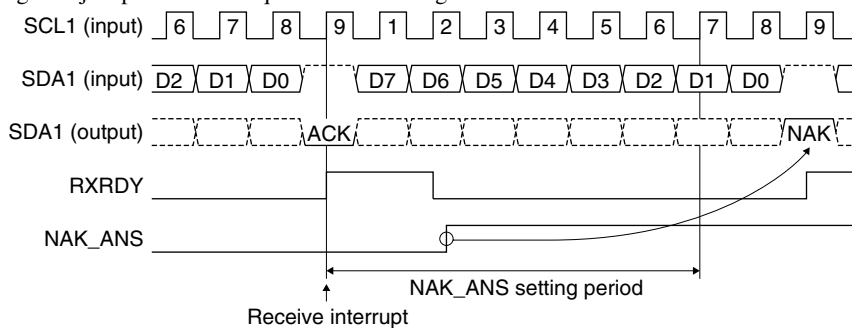 SCL1 (input) 6 7 8 9 1 2 3 4 5 6 7 8 9
SDA1 (input) D2 D1 D0 D7 D6 D5 D4 D3 D2 D1 D0
SDA1 (output) ACK NAK
RXRDY
NAK_ANS
NAK_ANS setting period
Receive interrupt